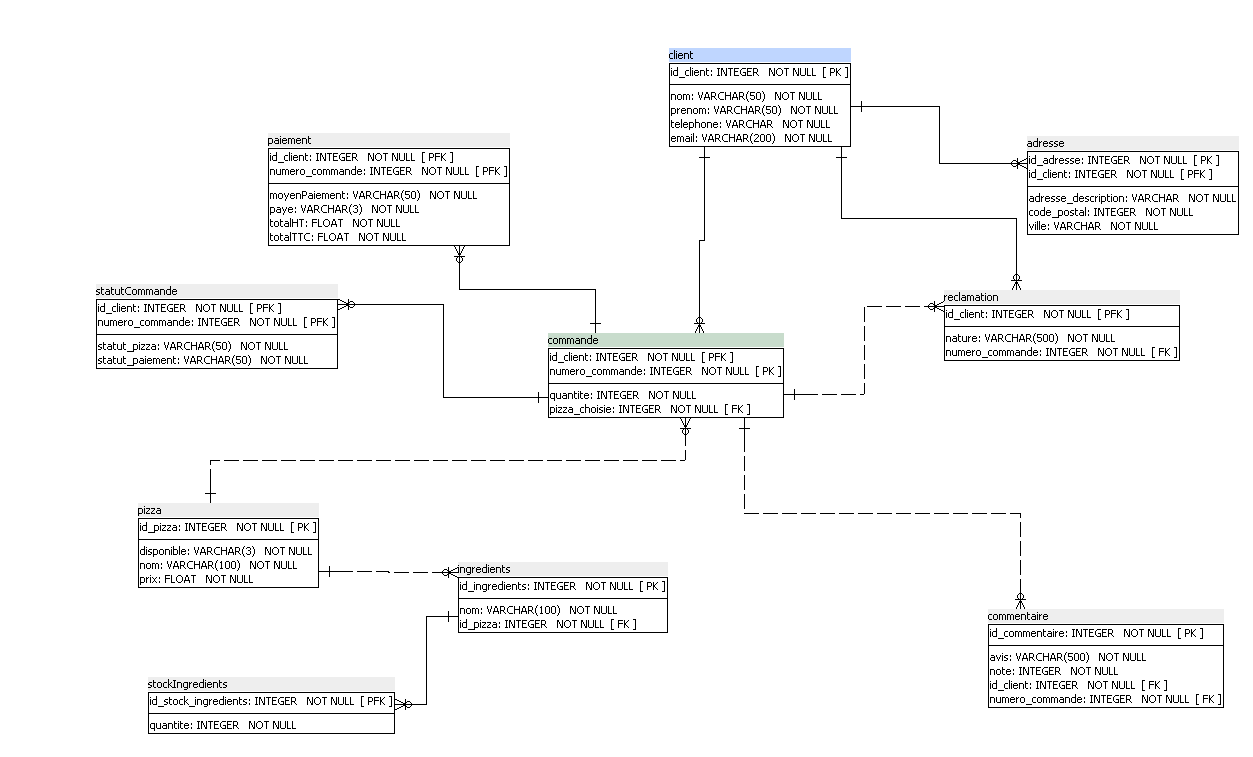 client
id_client: INTEGER NOT NULL [ PK ]
nom: VARCHAR(50) NOT NULL
prenom: VARCHAR(50) NOT NULL
telephone: VARCHAR NOT NULL
email: VARCHAR(200) NOT NULL
paiement
id_client: INTEGER NOT NULL [ PFK ]
numero_commande: INTEGER NOT NULL [ PFK ]
moyenPaiement: VARCHAR(50) NOT NULL
paye: VARCHAR(3) NOT NULL
totalHT: FLOAT NOT NULL
totalTTC: FLOAT NOT NULL
adresse
id_adresse: INTEGER NOT NULL [ PK ]
id_client: INTEGER NOT NULL [ PFK ]
adresse_description: VARCHAR NOT NULL
code_postal: INTEGER NOT NULL
ville: VARCHAR NOT NULL
statutCommande
id_client: INTEGER NOT NULL [ PFK ]
numero_commande: INTEGER NOT NULL [ PFK ]
statut_pizza: VARCHAR(50) NOT NULL
statut_paiement: VARCHAR(50) NOT NULL
reclamation
id_client: INTEGER NOT NULL [ PFK ]
nature: VARCHAR(500) NOT NULL
numero_commande: INTEGER NOT NULL [ FK ]
commande
id_client: INTEGER NOT NULL [ PFK ]
numero_commande: INTEGER NOT NULL [ PK ]
quantite: INTEGER NOT NULL
pizza_choisie: INTEGER NOT NULL [ FK ]
pizza
id_pizza: INTEGER NOT NULL [ PK ]
disponible: VARCHAR(3) NOT NULL
nom: VARCHAR(100) NOT NULL
prix: FLOAT NOT NULL
ingredients
id_ingredients: INTEGER NOT NULL [ PK ]
nom: VARCHAR(100) NOT NULL
id_pizza: INTEGER NOT NULL [ FK ]
commentaire
id_commentaire: INTEGER NOT NULL [ PK ]
avis: VARCHAR(500) NOT NULL
note: INTEGER NOT NULL
id_client: INTEGER NOT NULL [ FK ]
numero_commande: INTEGER NOT NULL [ FK ]
stockIngredients
id_stock_ingredients: INTEGER NOT NULL [ PFK ]
quantite: INTEGER NOT NULL